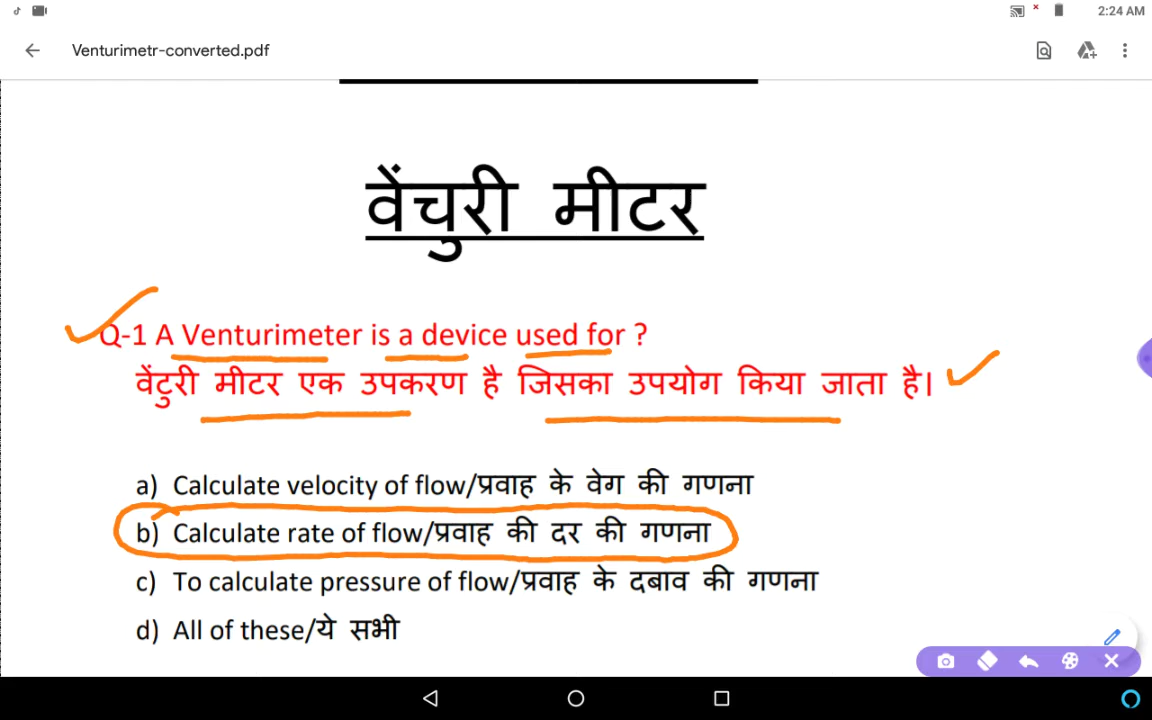 2:24 AM
Venturimetr-converted.pdf
वेंचुरी मीटर
Q-1 A Venturimeter is a device used for ?
वेंटुरी मीटर एक उपकरण है जिसका उपयोग किया जाता है।
a) Calculate velocity of flow/प्रवाह के वेग की गणना
b) Calculate rate of flow/प्रवाह की दर की गणना
c) To calculate pressure of flow/प्रवाह के दबाव की गणना
d) All of these/ये सभी